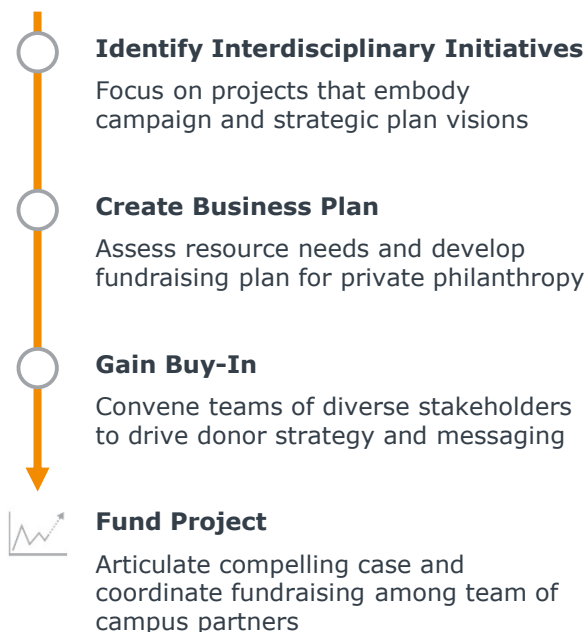 Identify Interdisciplinary Initiatives
Focus on projects that embody
campaign and strategic plan visions
Create Business Plan
Assess resource needs and develop
fundraising plan for private philanthropy
Gain Buy-In
Convene teams of diverse stakeholders
to drive donor strategy and messaging
Fund Project
Articulate compelling case and
coordinate fundraising among team of
campus partners